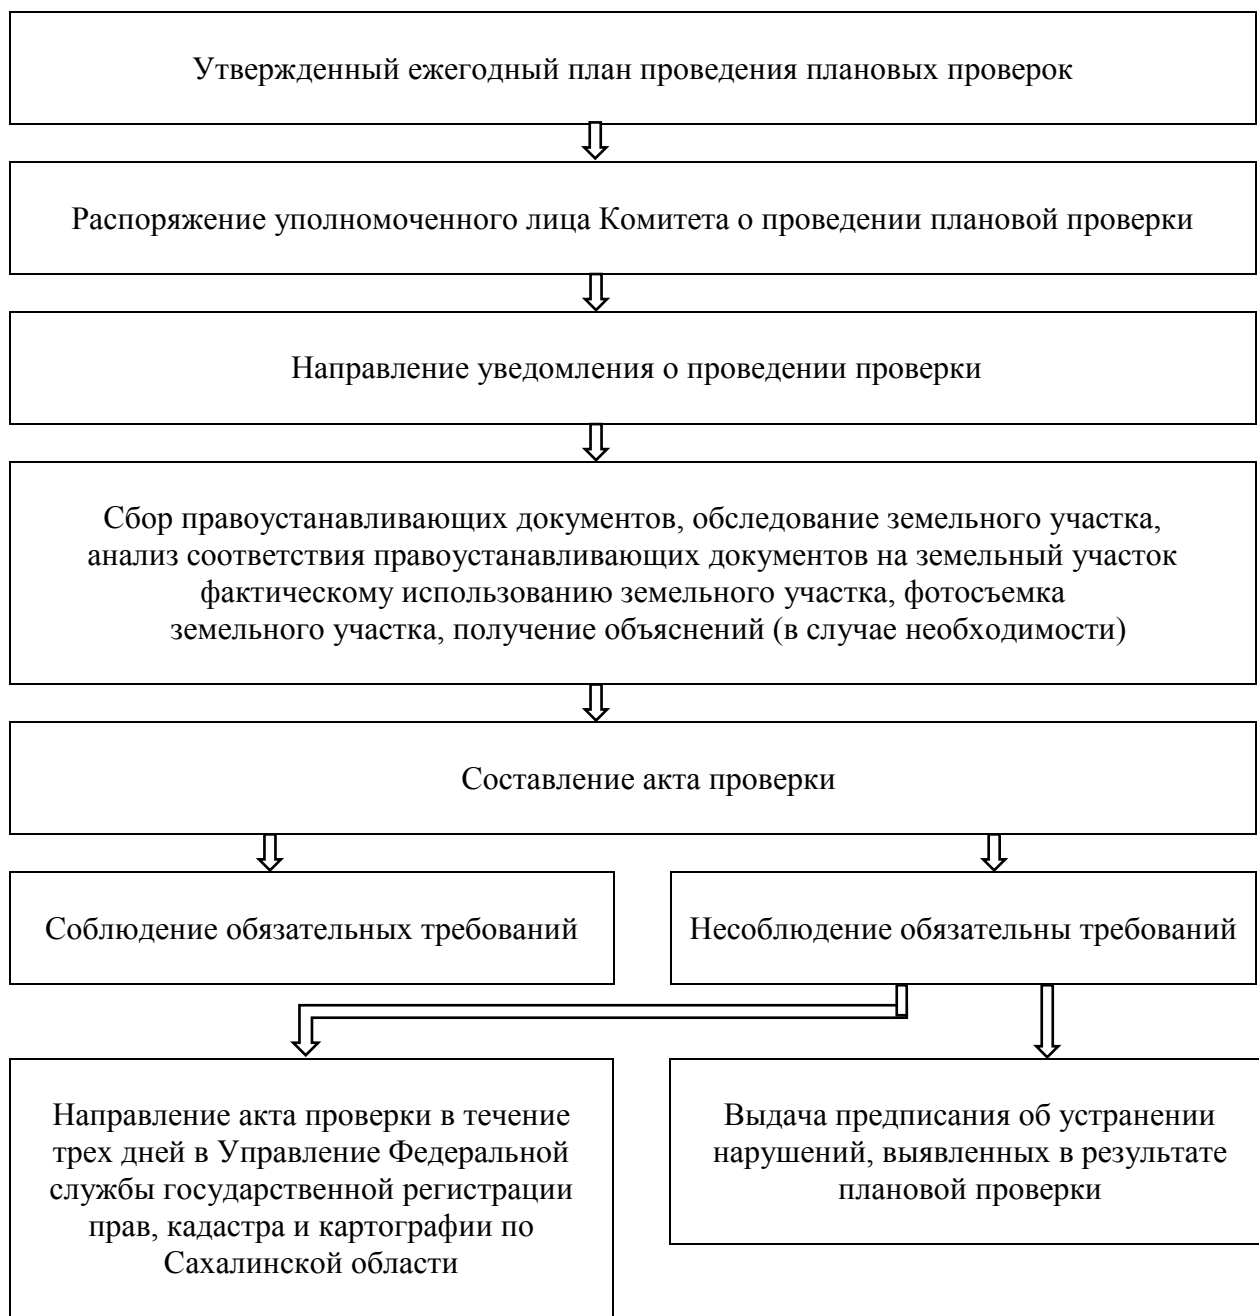 Утвержденный ежегодный план проведения плановых проверок
Распоряжение уполномоченного лица Комитета о проведении плановой проверки
Направление уведомления о проведении проверки
Сбор правоустанавливающих документов, обследование земельного участка,
анализ соответствия правоустанавливающих документов на земельный участок
фактическому использованию земельного участка, фотосъемка
земельного участка, получение объяснений (в случае необходимости)
Составление акта проверки
Соблюдение обязательных требований
Несоблюдение обязательны требований
Направление акта проверки в течение
трех дней в Управление Федеральной
службы государственной регистрации
прав, кадастра и картографии по
Сахалинской области
Выдача предписания об устранении
нарушений, выявленных в результате
плановой проверки